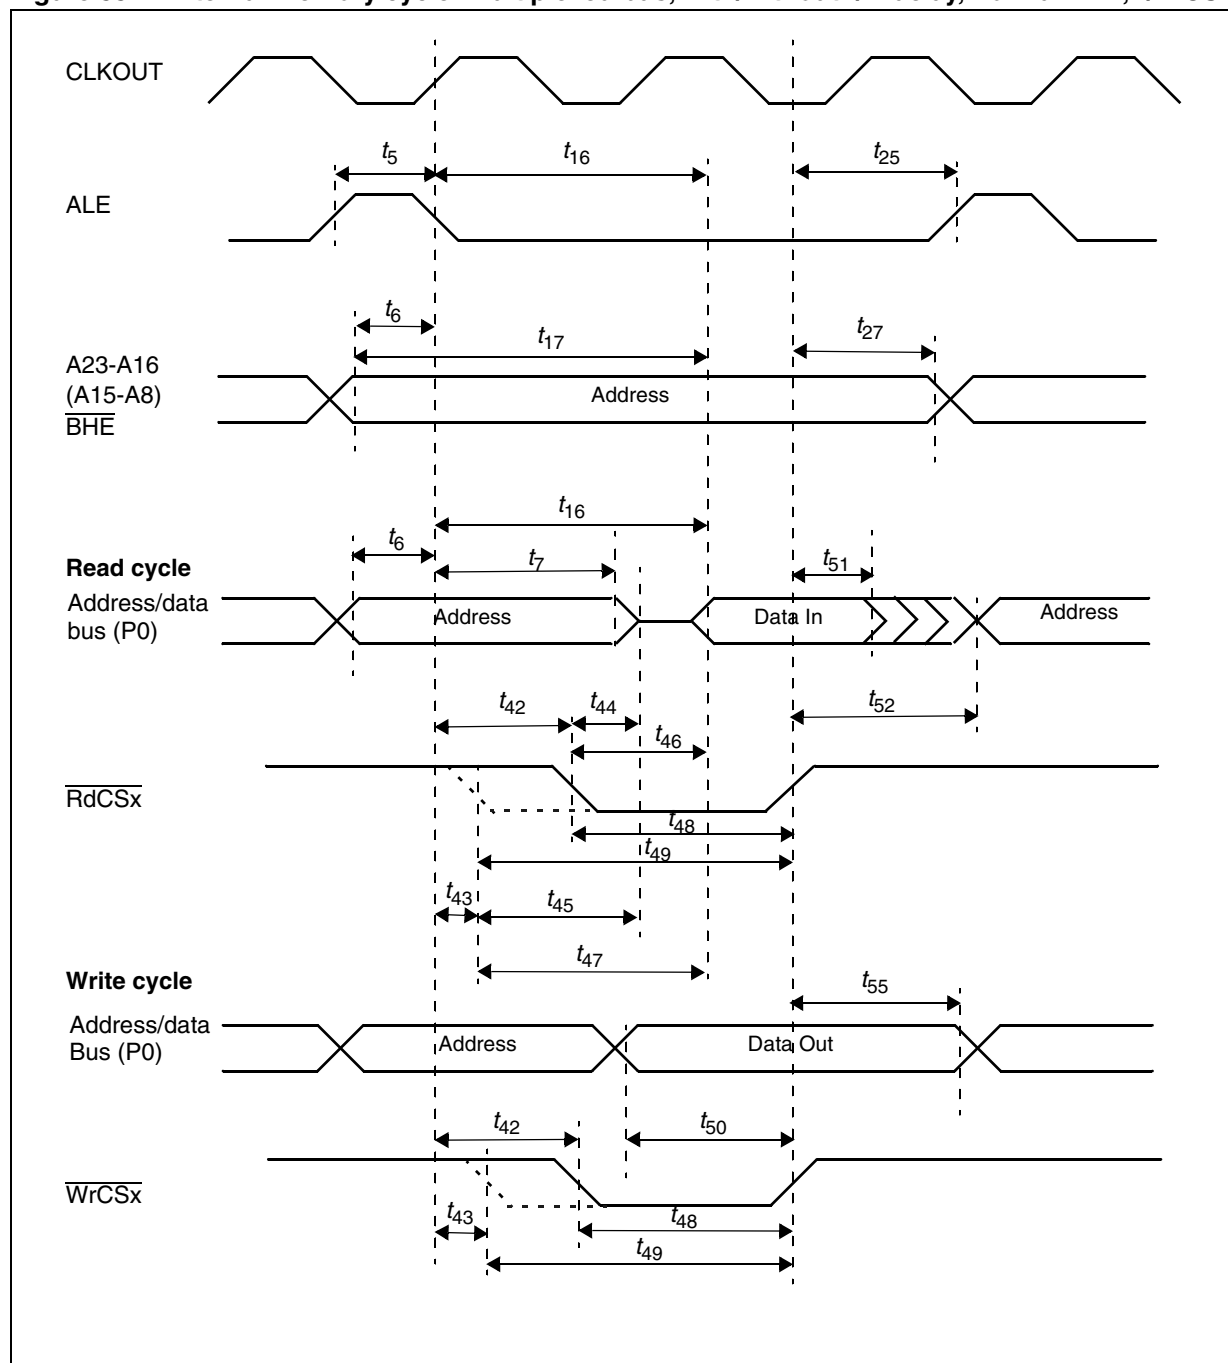 CLKOUT
t5 t16 t25
ALE
t6 t17 t27
A23-A16
(A15-A8)
BHE
Address
t16
t6 t7 t51
Read cycle
Address/data
bus (P0)
Address Data In Address
t42 t44 t52
t46
RdCSx
t48
t49
t43 t45
t47
Write cycle
t55
Address/data
Bus (P0)
Address Data Out
t42 t50
WrCSx
t43 t48
t49